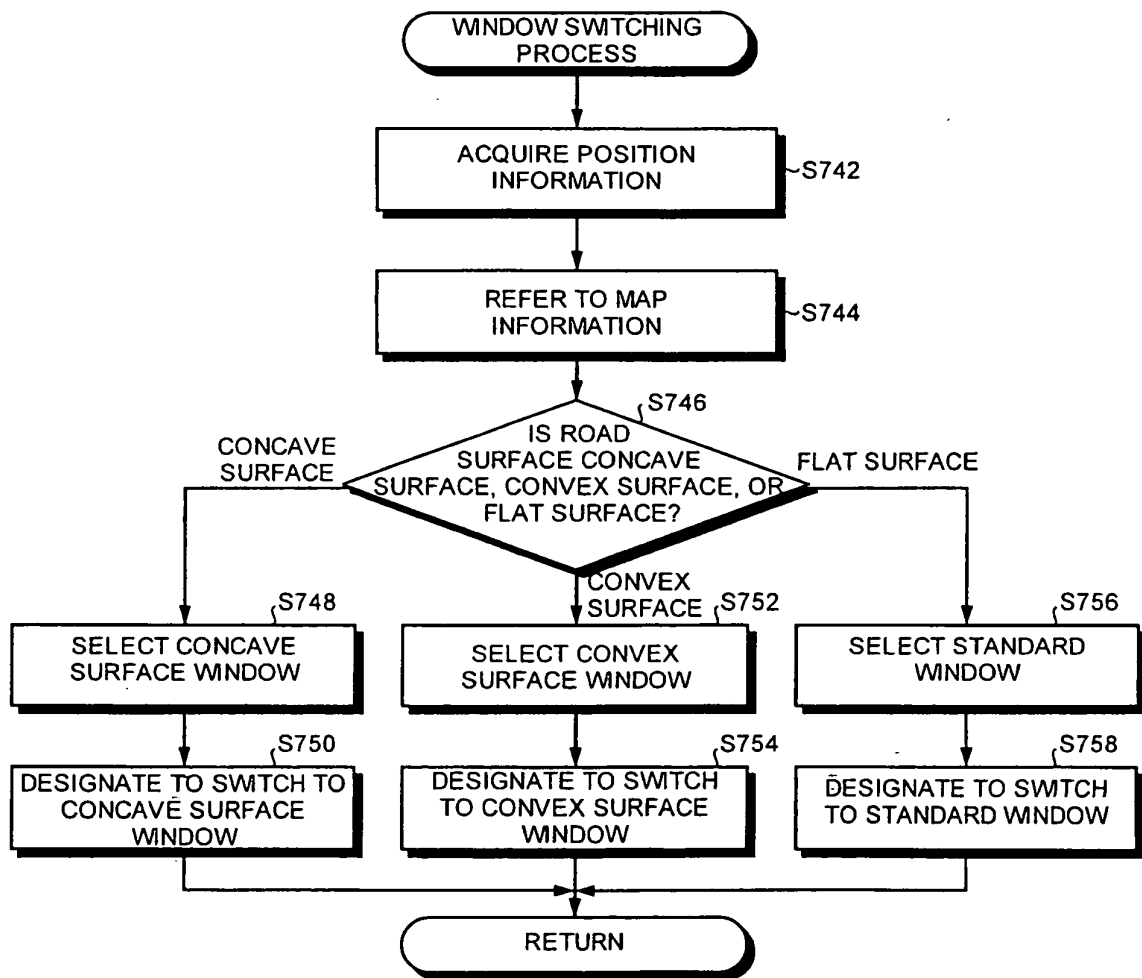 WINDOW SWITCHING
PROCESS
ACQUIRE POSITION
INFORMATION
S742
REFER TO MAP
INFORMATION
S744
S746
IS ROAD
SURFACE CONCAVE
SURFACE, CONVEX SURFACE, OR
FLAT SURFACE?
CONCAVE
SURFACE
FLAT SURFACE
CONVEX
SURFACE
S748
SELECT CONCAVE
SURFACE WINDOW
S752
SELECT CONVEX
SURFACE WINDOW
S756
SELECT STANDARD
WINDOW
S750
DESIGNATE TO SWITCH TO
CONCAVE SURFACE
WINDOW
S754
DESIGNATE TO SWITCH
TO CONVEX SURFACE
WINDOW
S758
DESIGNATE TO SWITCH
TO STANDARD WINDOW
RETURN